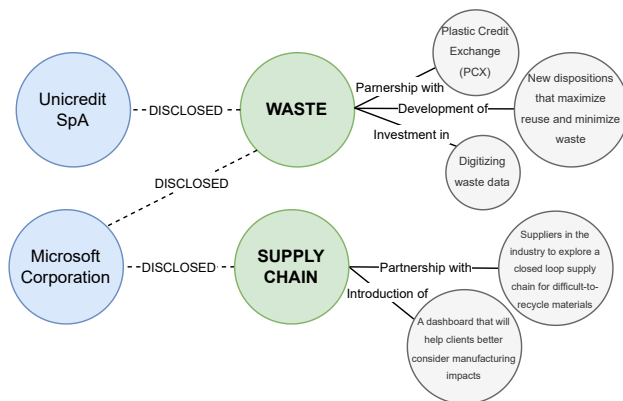 Plastic Credit
Exchange
(PCX)
Unicredit
SpA
DISCLOSED
WASTE
Parnership with
Development of
Investment in
New dispositions
that maximize
reuse and minimize
waste
Digitizing
waste data
DISCLOSED
Microsoft
Corporation
DISCLOSED
SUPPLY
CHAIN
Partnership with
Introduction of
Suppliers in the
industry to explore a
closed loop supply
chain for difficult-to-
recycle materials
A dashboard that will
help clients better
consider manufacturing
impacts